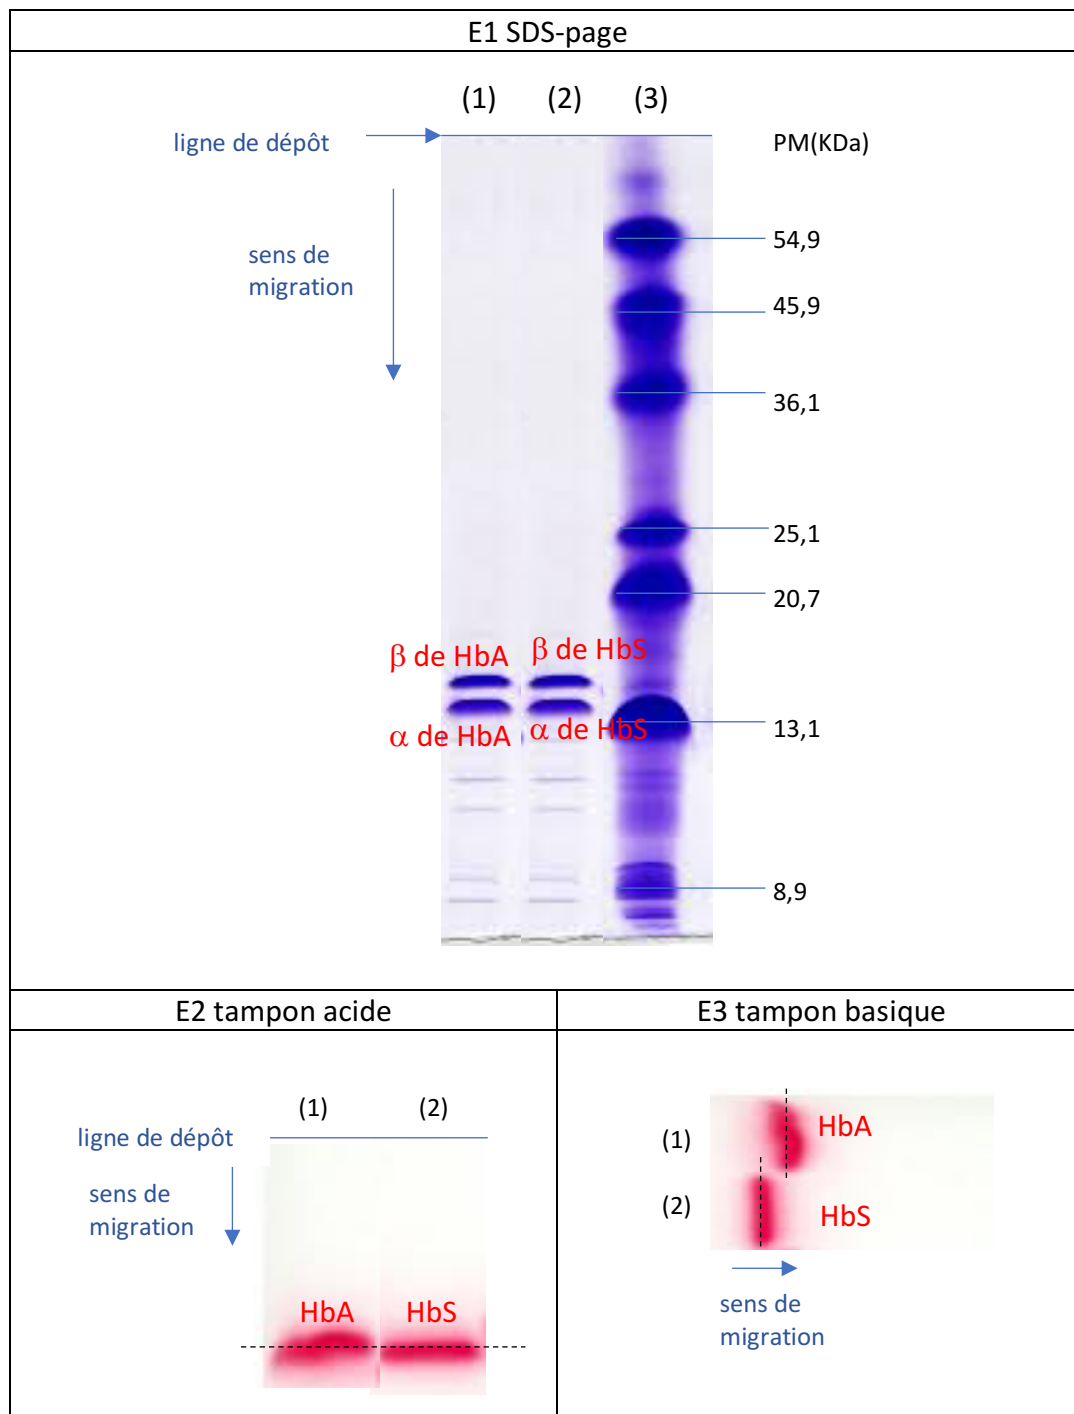 E1 SDS-page
(1) (2) (3)
ligne de dépôt
PM(KDa)
sens de
migration
54,9
45,9
36,1
25,1
20,7
β de HbA
β de HbS
α de HbA
α de HbS
13,1
8,9
E2 tampon acide
(1) (2)
ligne de dépôt
sens de
migration
HbA HbS
E3 tampon basique
(1) HbA
(2) HbS
sens de
migration